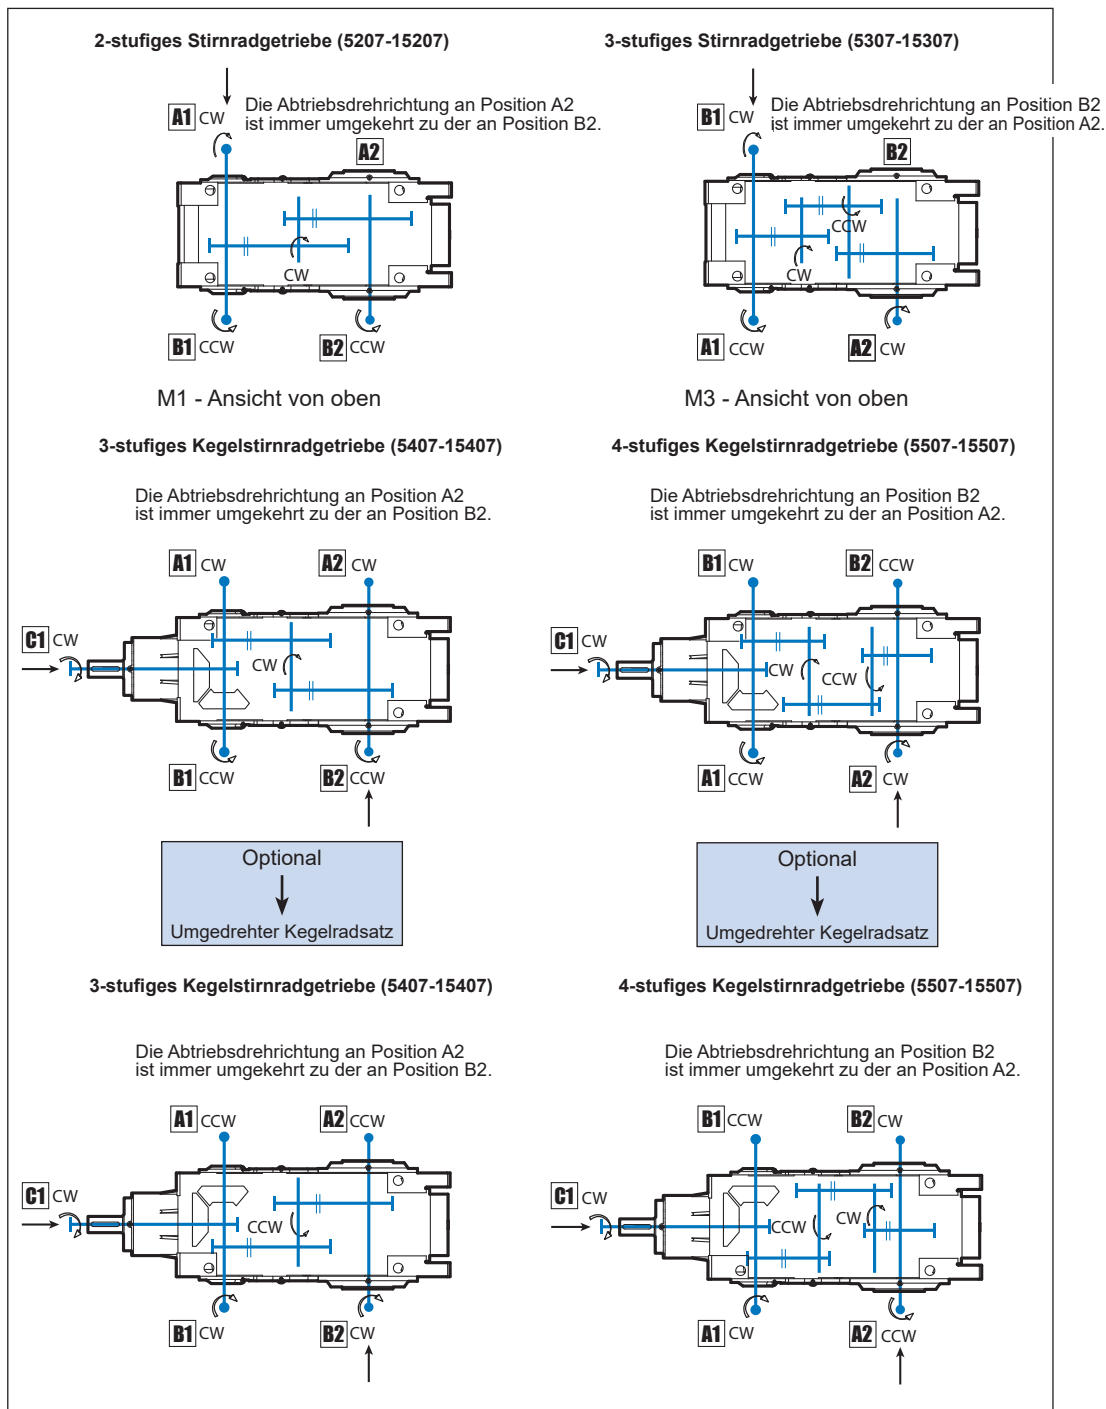 2-stufiges Stirnradgetriebe (5207-15207)
A1 CW
Die Abtriebsdrehrichtung an Position A2
ist immer umgekehrt zu der an Position B2.
A2
CW
B1 CCW
B2 CCW
M1 - Ansicht von oben
3-stufiges Stirnradgetriebe (5307-15307)
B1 CW
Die Abtriebsdrehrichtung an Position B2
ist immer umgekehrt zu der an Position A2.
B2
CCW
CW
A1 CCW
A2 CW
M3 - Ansicht von oben
3-stufiges Kegelstirnradgetriebe (5407-15407)
Die Abtriebsdrehrichtung an Position A2
ist immer umgekehrt zu der an Position B2.
A1 CW
A2 CW
C1 CW
CW
B1 CCW
B2 CCW
Optional
Umgedrehter Kegelradsatz
4-stufiges Kegelstirnradgetriebe (5507-15507)
Die Abtriebsdrehrichtung an Position B2
ist immer umgekehrt zu der an Position A2.
B1 CW
B2 CCW
C1 CW
CW
CCW
A1 CCW
A2 CW
Optional
Umgedrehter Kegelradsatz
3-stufiges Kegelstirnradgetriebe (5407-15407)
Die Abtriebsdrehrichtung an Position A2
ist immer umgekehrt zu der an Position B2.
A1 CCW
A2 CCW
C1 CW
CCW
B1 CW
B2 CW
4-stufiges Kegelstirnradgetriebe (5507-15507)
Die Abtriebsdrehrichtung an Position B2
ist immer umgekehrt zu der an Position A2.
B1 CCW
B2 CW
C1 CW
CCW
CW
A1 CW
A2 CCW